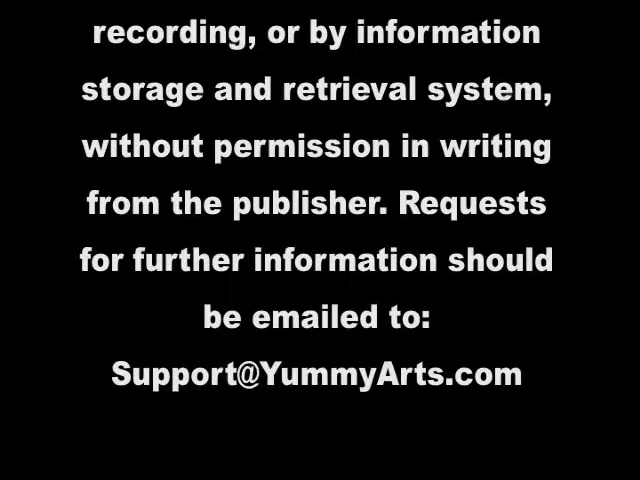 recording, or by information
storage and retrieval system,
without permission in writing
from the publisher. Requests
for further information should
be emailed to:
Support@YummyArts.com